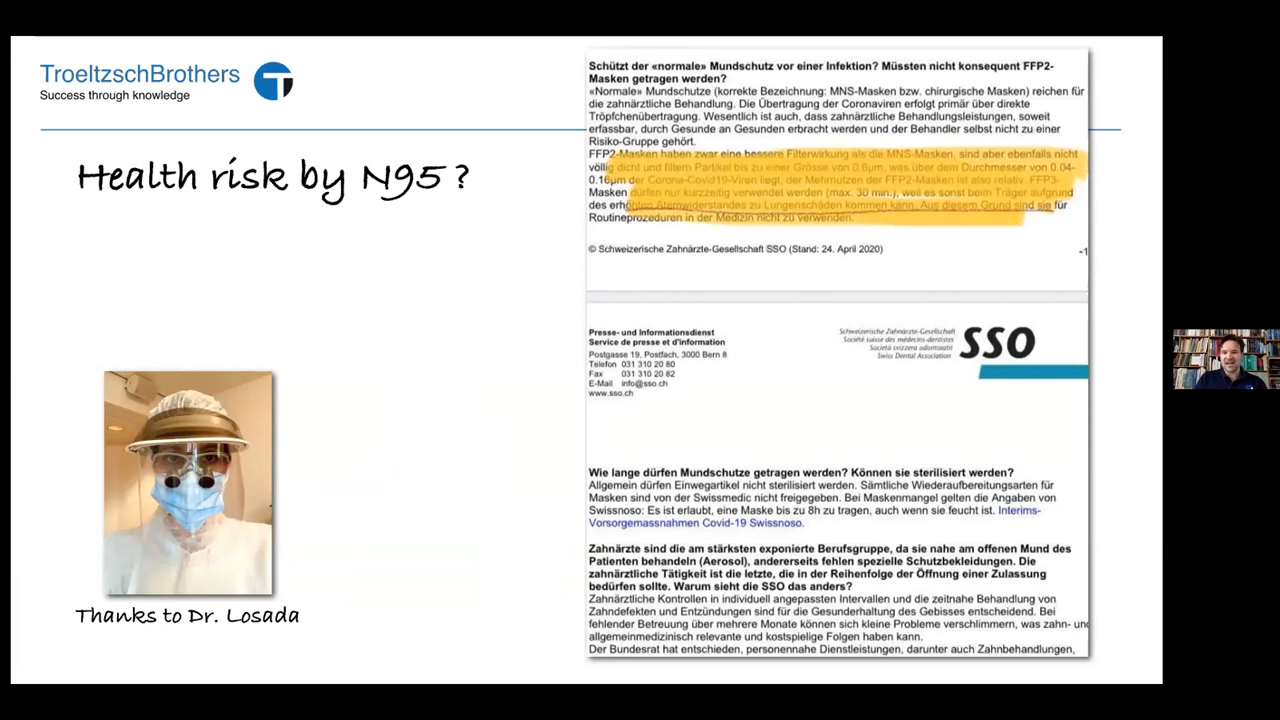 TroeltzschBrothers
Success through knowledge
T
Health risk by N95 ?
Thanks to Dr. Losada
Schützt der «normale» Mundschutz vor einer Infektion? Müssten nicht konsequent FFP2-
Masken getragen werden?
«Normale» Mundschutze (korrekte Bezeichnung: MNS-Masken bzw. chirurgische Masken) reichen für
die zahnärztliche Behandlung. Die Übertragung der Coronaviren erfolgt primär über direkte
Tröpfchenübertragung. Wesentlich ist auch, dass zahnärztliche Behandlungsleistungen, soweit
erfassbar, durch Gesunde an Gesunden erbracht werden und der Behandler selbst nicht zu einer
Risiko-Gruppe gehört.
FFP2-Masken haben zwar eine bessere Filterwirkung als die MNS-Masken, sind aber ebenfalls nicht
völlig dicht und filtern Partikel bis zu einer Grösse von 0.6µm, was über dem Durchmesser von 0.04-
0.16µm der Corona-Covid19-Viren liegt, der Mehrnutzen der FFP2-Masken ist also relativ. FFP3-
Masken dürfen nur kurzzeitig verwendet werden (max. 30 min.), weil es sonst beim Träger aufgrund
des erhöhten Atemwiderstandes zu Lungenschäden kommen kann. Aus diesem Grund sind sie für
Routineprozeduren in der Medizin nicht zu verwenden.
© Schweizerische Zahnärzte-Gesellschaft SSO (Stand: 24. April 2020)
-1
Presse- und Informationsdienst
Service de presse et d'information
Postgasse 19, Postfach, 3000 Bern 8
Telefon 031 310 20 80
Fax 031 310 20 82
E-Mail info@sso.ch
www.sso.ch
Schweizerische Zahnärzte-Gesellschaft
Société suisse des médecins-dentistes
Società svizzera odontoiatri
Swiss Dental Association
SSO
Wie lange dürfen Mundschutze getragen werden? Können sie sterilisiert werden?
Allgemein dürfen Einwegartikel nicht sterilisiert werden. Sämtliche Wiederaufbereitungsarten für
Masken sind von der Swissmedic nicht freigegeben. Bei Maskenmangel gelten die Angaben von
Swissnoso: Es ist erlaubt, eine Maske bis zu 8h zu tragen, auch wenn sie feucht ist. Interims-
Vorsorgemassnahmen Covid-19 Swissnoso.
Zahnärzte sind die am stärksten exponierte Berufsgruppe, da sie nahe am offenen Mund des
Patienten behandeln (Aerosol), andererseits fehlen spezielle Schutzbekleidungen. Die
zahnärztliche Tätigkeit ist die letzte, die in der Reihenfolge der Öffnung einer Zulassung
bedürfen sollte. Warum sieht die SSO das anders?
Zahnärztliche Kontrollen in individuell angepassten Intervallen und die zeitnahe Behandlung von
Zahndefekten und Entzündungen sind für die Gesunderhaltung des Gebisses entscheidend. Bei
fehlender Betreuung über mehrere Monate können sich kleine Probleme verschlimmern, was zahn- und
allgemeinmedizinisch relevante und kostspielige Folgen haben kann.
Der Bundesrat hat entschieden, personennahe Dienstleistungen, darunter auch Zahnbehandlungen,